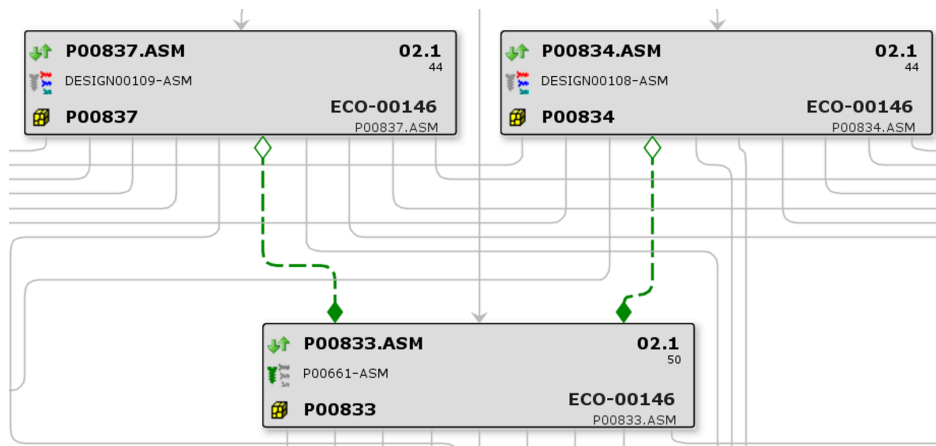 P00837.ASM 02.1
44
DESIGN00109-ASM
ECO-00146
P00837
P00837.ASM
P00834.ASM 02.1
44
DESIGN00108-ASM
ECO-00146
P00834
P00834.ASM
P00833.ASM 02.1
50
P00661-ASM
ECO-00146
P00833
P00833.ASM